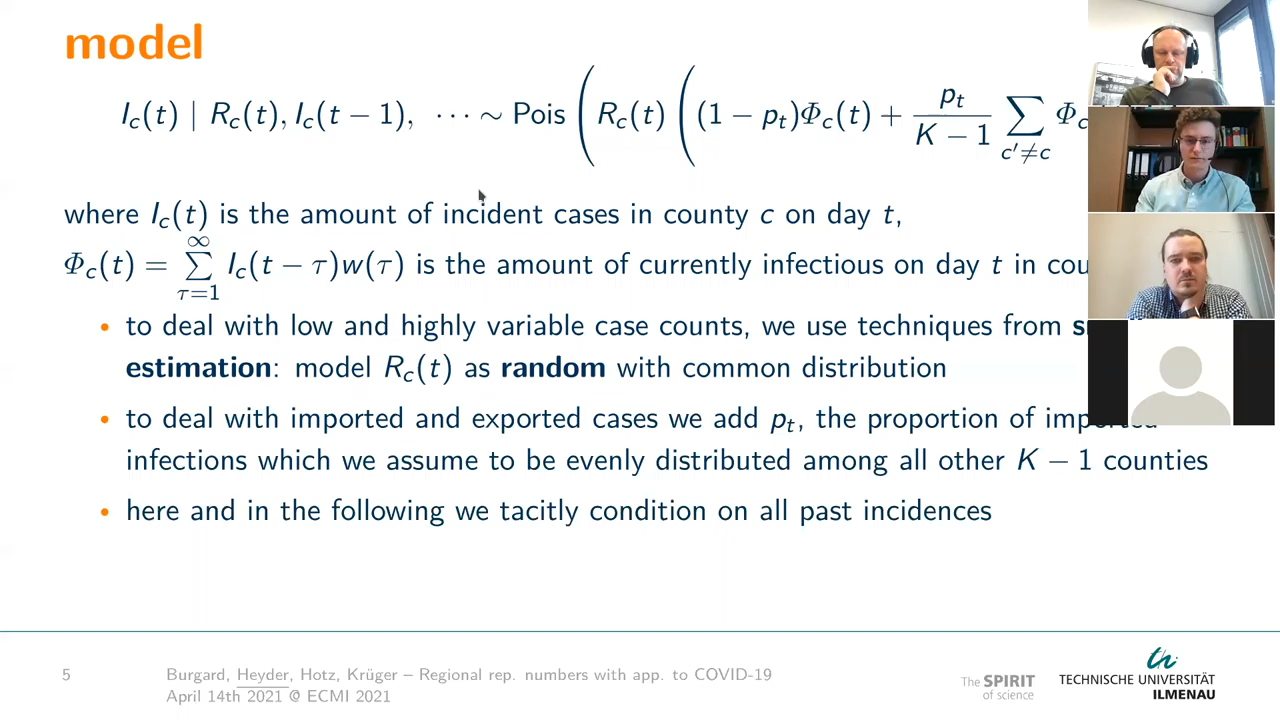 model
I_c(t) | R_c(t), I_c(t − 1), ⋯ ∼ Pois ( R_c(t) ( (1 − p_t)Φ_c(t) + p_t / (K − 1) ∑_{c′≠c} Φ_c
where I_c(t) is the amount of incident cases in county c on day t,
Φ_c(t) = ∑_{τ=1}^{∞} I_c(t − τ)w(τ) is the amount of currently infectious on day t in
• to deal with low and highly variable case counts, we use techniques from
estimation: model R_c(t) as random with common distribution
• to deal with imported and exported cases we add p_t, the proportion of imported
infections which we assume to be evenly distributed among all other K − 1 counties
• here and in the following we tacitly condition on all past incidences
5
Burgard, Heyder, Hotz, Krüger – Regional rep. numbers with app. to COVID-19
April 14th 2021 @ ECMI 2021
The SPIRIT
of science
th
TECHNISCHE UNIVERSITÄT
ILMENAU